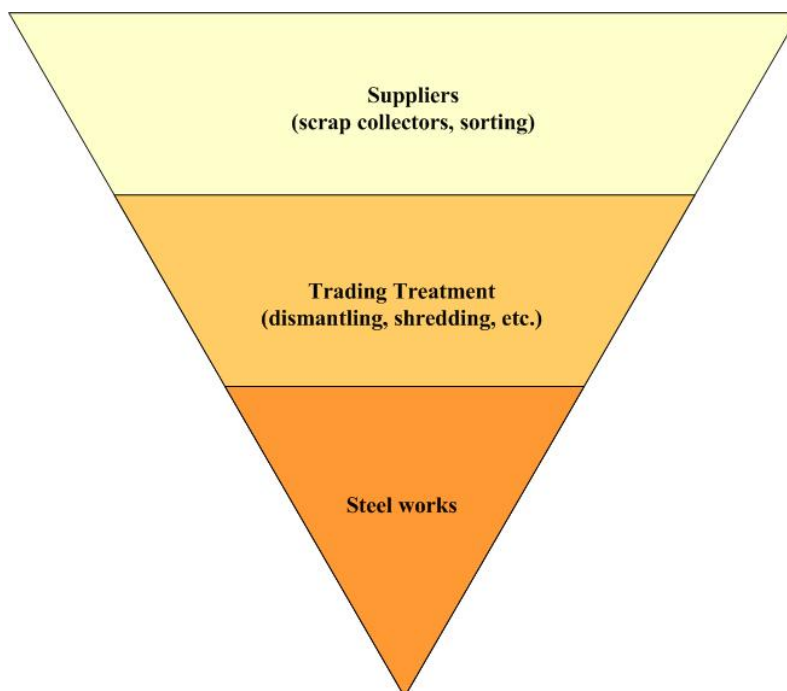 Suppliers
(scrap collectors, sorting)
Trading Treatment
(dismantling, shredding, etc.)
Steel works